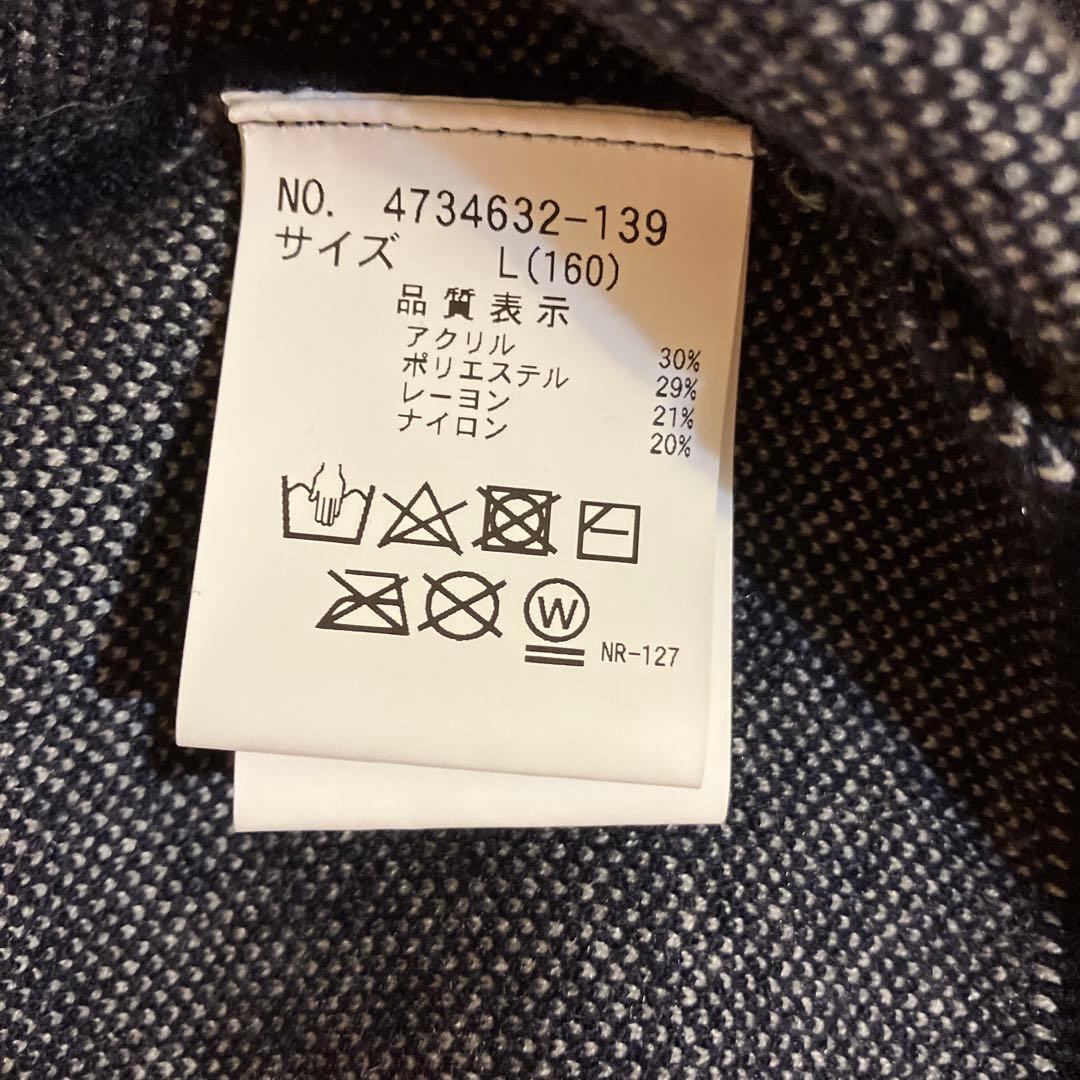 NO. 4734632-139
サイズ L(160)
品質表示
アクリル 30%
ポリエステル 29%
レーヨン 21%
ナイロン 20%
W
NR-127